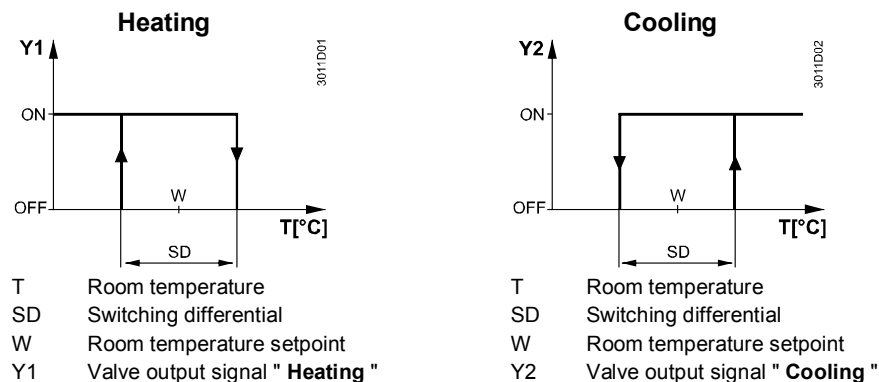 Heating
Y1
3011D01
ON
W
OFF
T[°C]
SD
T Room temperature
SD Switching differential
W Room temperature setpoint
Y1 Valve output signal " Heating "
Cooling
Y2
3011D02
ON
W
OFF
T[°C]
SD
T Room temperature
SD Switching differential
W Room temperature setpoint
Y2 Valve output signal " Cooling "